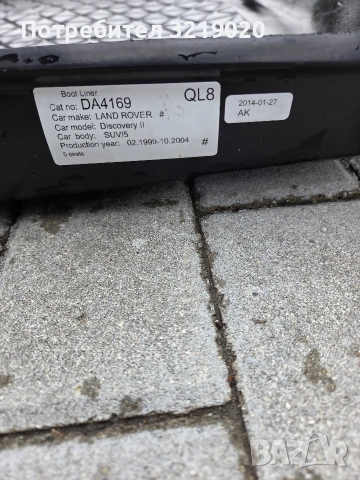 Потребител 3219020
Boot Liner
QL8
Cat no: DA4169
Car make: LAND ROVER #
Car model: Discovery II
Car body: SUV/5
Production year: 02.1999-10.2004 #
5 seats
2014-01-27
AK
BAZAR